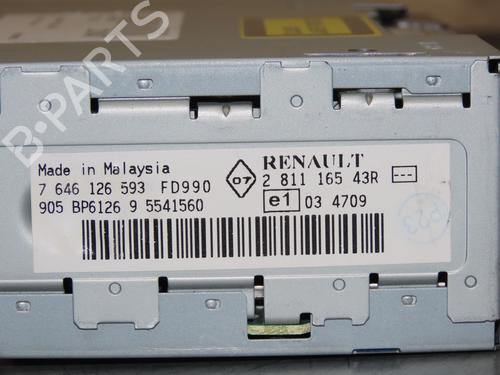 B-PARTS
Made in Malaysia
7 646 126 593 FD990
905 BP6126 9 5541560
07
RENAULT
2 811 165 43R
e1 03 4709
P23